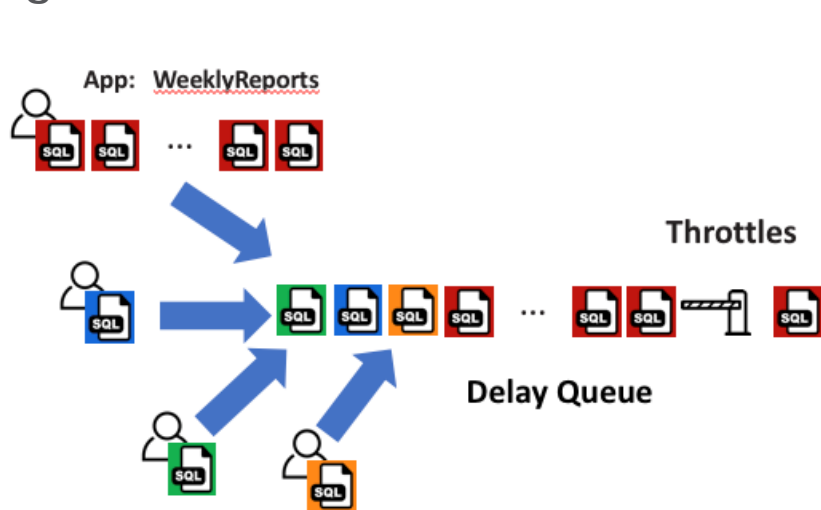 App: WeeklyReports
SQL SQL ... SQL SQL
Throttles
SQL
SQL SQL SQL SQL ... SQL SQL SQL
Delay Queue
SQL
SQL